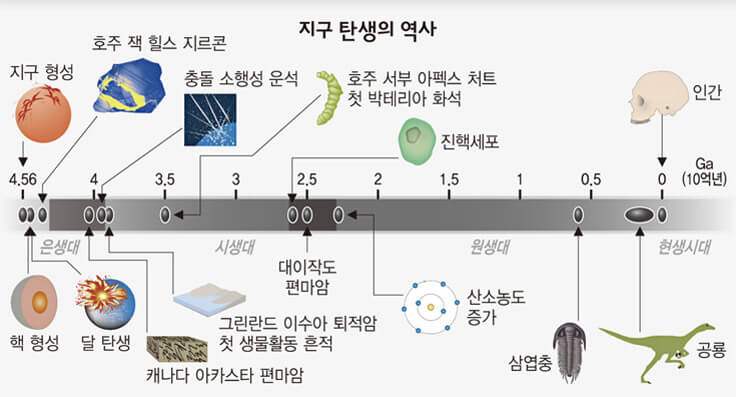 지구 탄생의 역사
호주 잭 힐스 지르콘
지구 형성
충돌 소행성 운석
호주 서부 아펙스 처트
첫 박테리아 화석
인간
진핵세포
4.56
4
3.5
3
2.5
2
1.5
1
0.5
0
Ga
(10억년)
은생대
시생대
원생대
현생시대
대이작도
편마암
핵 형성
달 탄생
그린란드 이수아 퇴적암
첫 생물활동 흔적
캐나다 아카스타 편마암
산소농도
증가
삼엽충
공룡